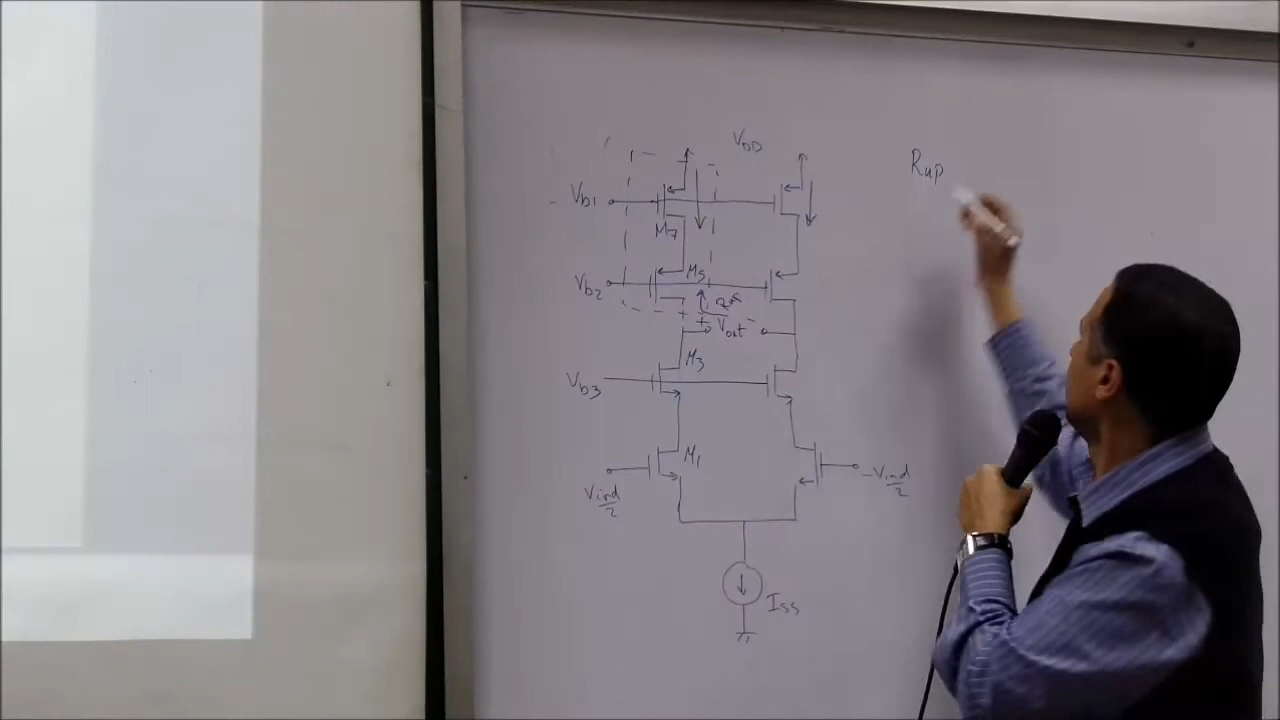 VDD
Rup
Vb1
M7
Vb2
M5
+ Vout
M3
Vb3
M1
Vind/2
-Vind/2
ISS